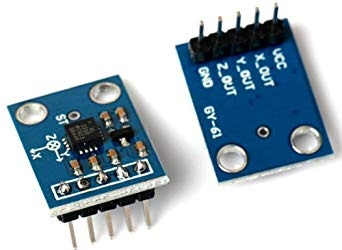 ST
Z
Y
X
VCC
X_OUT
Y_OUT
Z_OUT
GND
GY-61